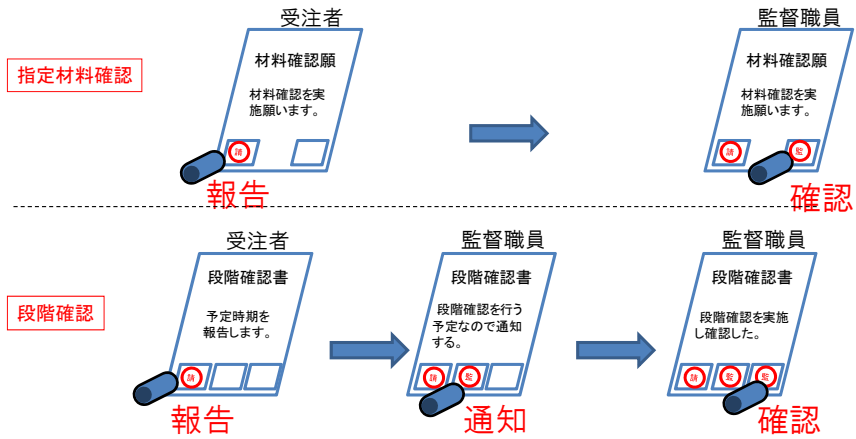 受注者
監督職員
指定材料確認
材料確認願
材料確認を実
施願います。
請
報告
材料確認願
材料確認を実
施願います。
請
監
確認
受注者
監督職員
監督職員
段階確認
段階確認書
予定時期を
報告します。
請
報告
段階確認書
段階確認を行う
予定なので通知
する。
請
監
通知
段階確認書
段階確認を実施
し確認した。
請
監
監
確認